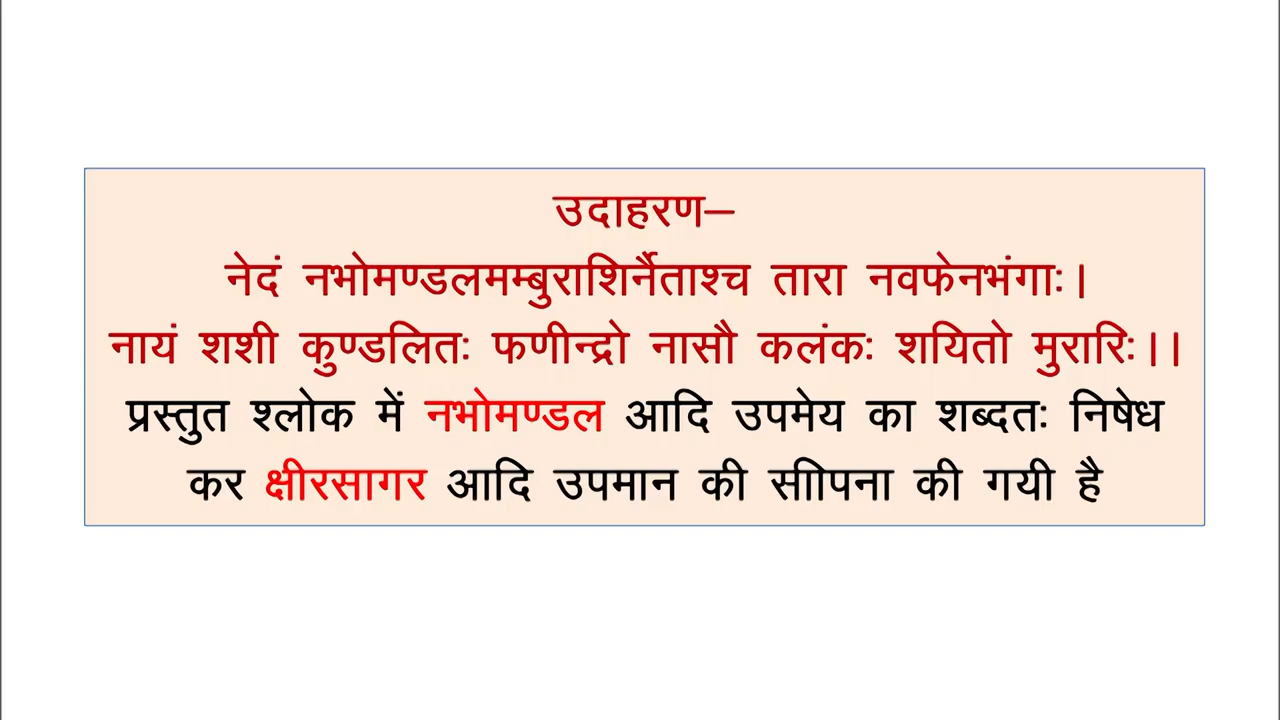 उदाहरण—
नेदं नभोमण्डलमम्बुराशिर्नैताश्च तारा नवफेनभंगाः।
नायं शशी कुण्डलितः फणीन्द्रो नासौ कलंकः शयितो मुरारिः।।
प्रस्तुत श्लोक में नभोमण्डल आदि उपमेय का शब्दतः निषेध
कर क्षीरसागर आदि उपमान की सीापना की गयी है